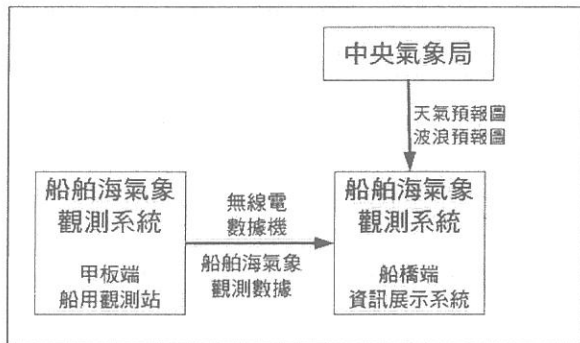 中央氣象局
天氣預報圖
波浪預報圖
船舶海氣象
觀測系統
甲板端
船用觀測站
無線電
數據機
船舶海氣象
觀測數據
船舶海氣象
觀測系統
船橋端
資訊展示系統